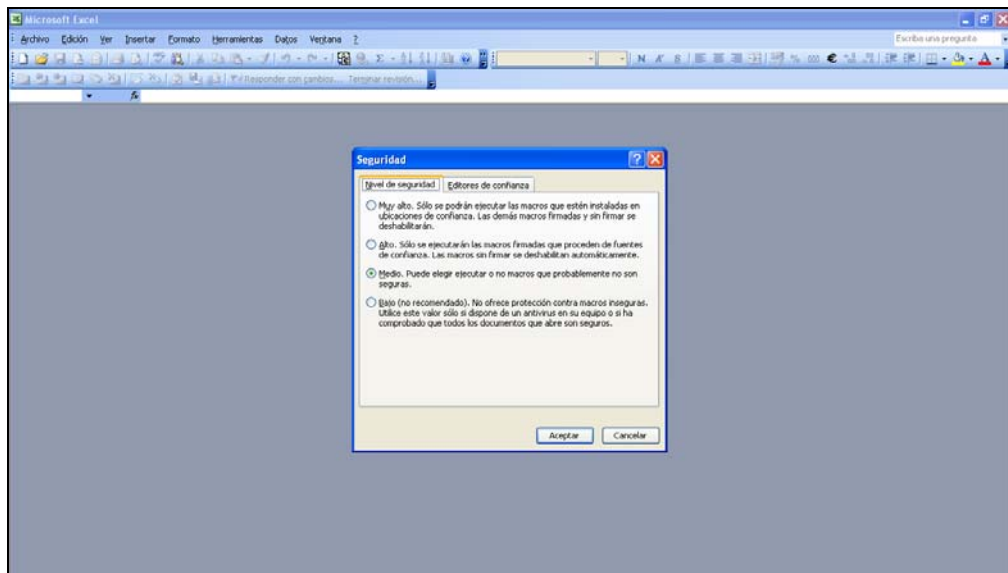 Microsoft Excel
Archivo Edición Ver Insertar Formato Herramientas Datos Ventana ?
Escriba una pregunta
Responder con cambios... Terminar revisión...
fx
Seguridad
Nivel de seguridad Editores de confianza
Muy alto. Sólo se podrán ejecutar las macros que estén instaladas en
ubicaciones de confianza. Las demás macros firmadas y sin firmar se
deshabilitarán.
Alto. Sólo se ejecutarán las macros firmadas que proceden de fuentes
de confianza. Las macros sin firmar se deshabilitan automáticamente.
Medio. Puede elegir ejecutar o no macros que probablemente no son
seguras.
Bajo (no recomendado). No ofrece protección contra macros inseguras.
Utilice este valor sólo si dispone de un antivirus en su equipo o si ha
comprobado que todos los documentos que abre son seguros.
Aceptar Cancelar